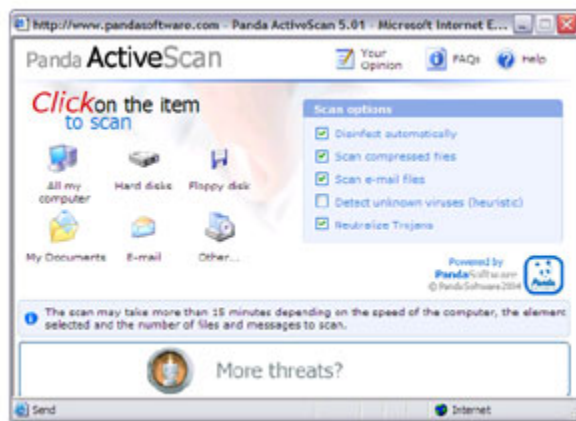 http://www.pandasoftware.com - Panda ActiveScan 5.01 - Microsoft Internet E...
Panda ActiveScan
Your Opinion
FAQs
Help
Click on the item
to scan
All my computer
Hard disks
Floppy disk
My Documents
E-mail
Other...
Scan options
Disinfect automatically
Scan compressed files
Scan e-mail files
Detect unknown viruses (heuristic)
Neutralize Trojans
Powered by
PandaSoftware
© PandaSoftware 2004
Panda
The scan may take more than 15 minutes depending on the speed of the computer, the element
selected and the number of files and messages to scan.
More threats?
Send
Internet